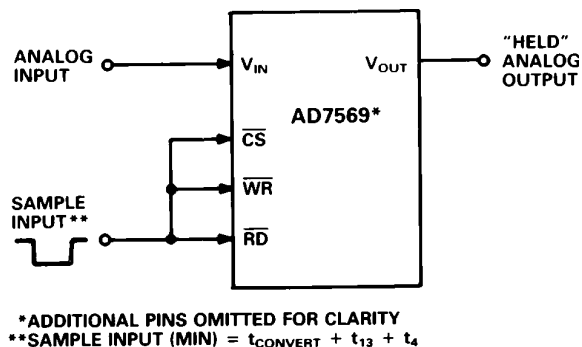 "HELD"
ANALOG
OUTPUT
ANALOG
INPUT
V_IN
V_OUT
AD7569*
CS
WR
RD
SAMPLE
INPUT**
*ADDITIONAL PINS OMITTED FOR CLARITY
**SAMPLE INPUT (MIN) = t_CONVERT + t_13 + t_4